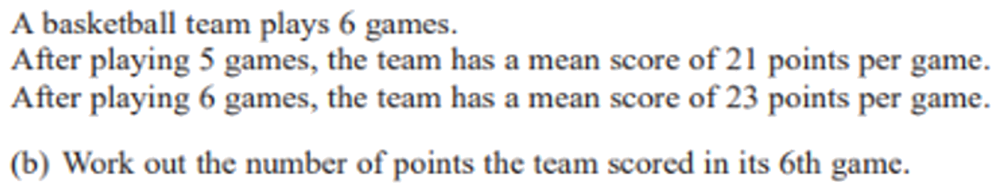 A basketball team plays 6 games.
After playing 5 games, the team has a mean score of 21 points per game.
After playing 6 games, the team has a mean score of 23 points per game.
(b) Work out the number of points the team scored in its 6th game.